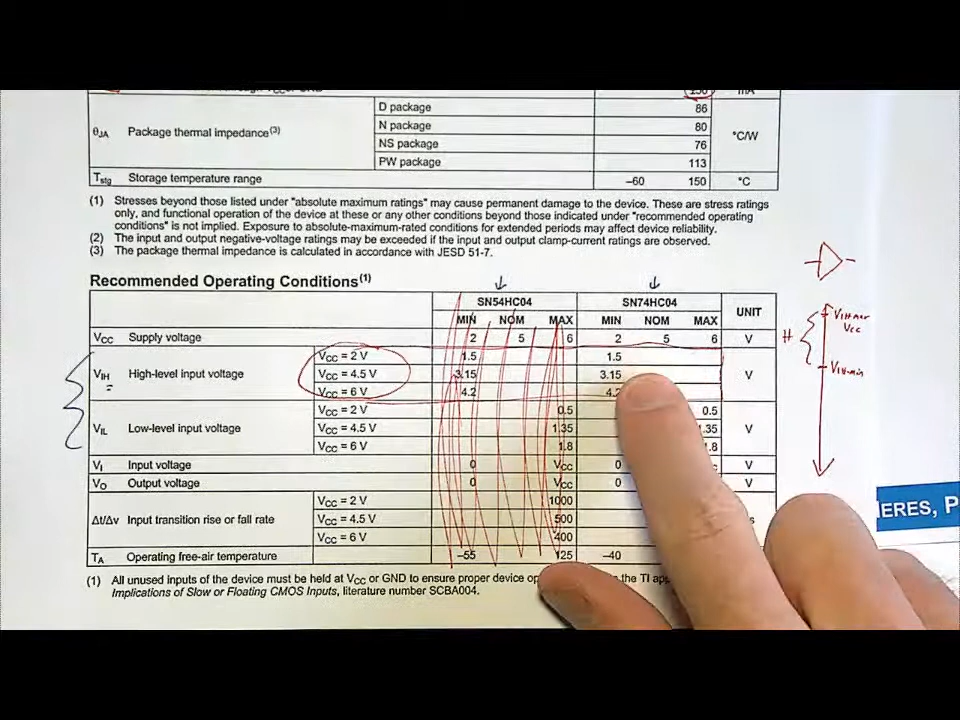 D package 86
θJA Package thermal impedance(3) N package 80 °C/W
NS package 76
PW package 113
Tstg Storage temperature range –60 150 °C
(1) Stresses beyond those listed under "absolute maximum ratings" may cause permanent damage to the device. These are stress ratings
only, and functional operation of the device at these or any other conditions beyond those indicated under "recommended operating
conditions" is not implied. Exposure to absolute-maximum-rated conditions for extended periods may affect device reliability.
(2) The input and output negative-voltage ratings may be exceeded if the input and output clamp-current ratings are observed.
(3) The package thermal impedance is calculated in accordance with JESD 51-7.
Recommended Operating Conditions(1)
SN54HC04 SN74HC04 UNIT
MIN NOM MAX MIN NOM MAX
VCC Supply voltage 2 5 6 2 5 6 V
VCC = 2 V 1.5 1.5
VIH High-level input voltage VCC = 4.5 V 3.15 3.15 V
VCC = 6 V 4.2
VCC = 2 V 0.5 0.5
VIL Low-level input voltage VCC = 4.5 V 1.35 1.35 V
VCC = 6 V 1.8 1.8
VI Input voltage 0 VCC 0 V
VO Output voltage 0 VCC 0 V
VCC = 2 V 1000
Δt/Δv Input transition rise or fall rate VCC = 4.5 V 500
VCC = 6 V 400
TA Operating free-air temperature –55 125 –40
(1) All unused inputs of the device must be held at VCC or GND to ensure proper device the TI
Implications of Slow or Floating CMOS Inputs, literature number SCBA004.
VIHmax
VCC
H
VIHmin
IERES, P